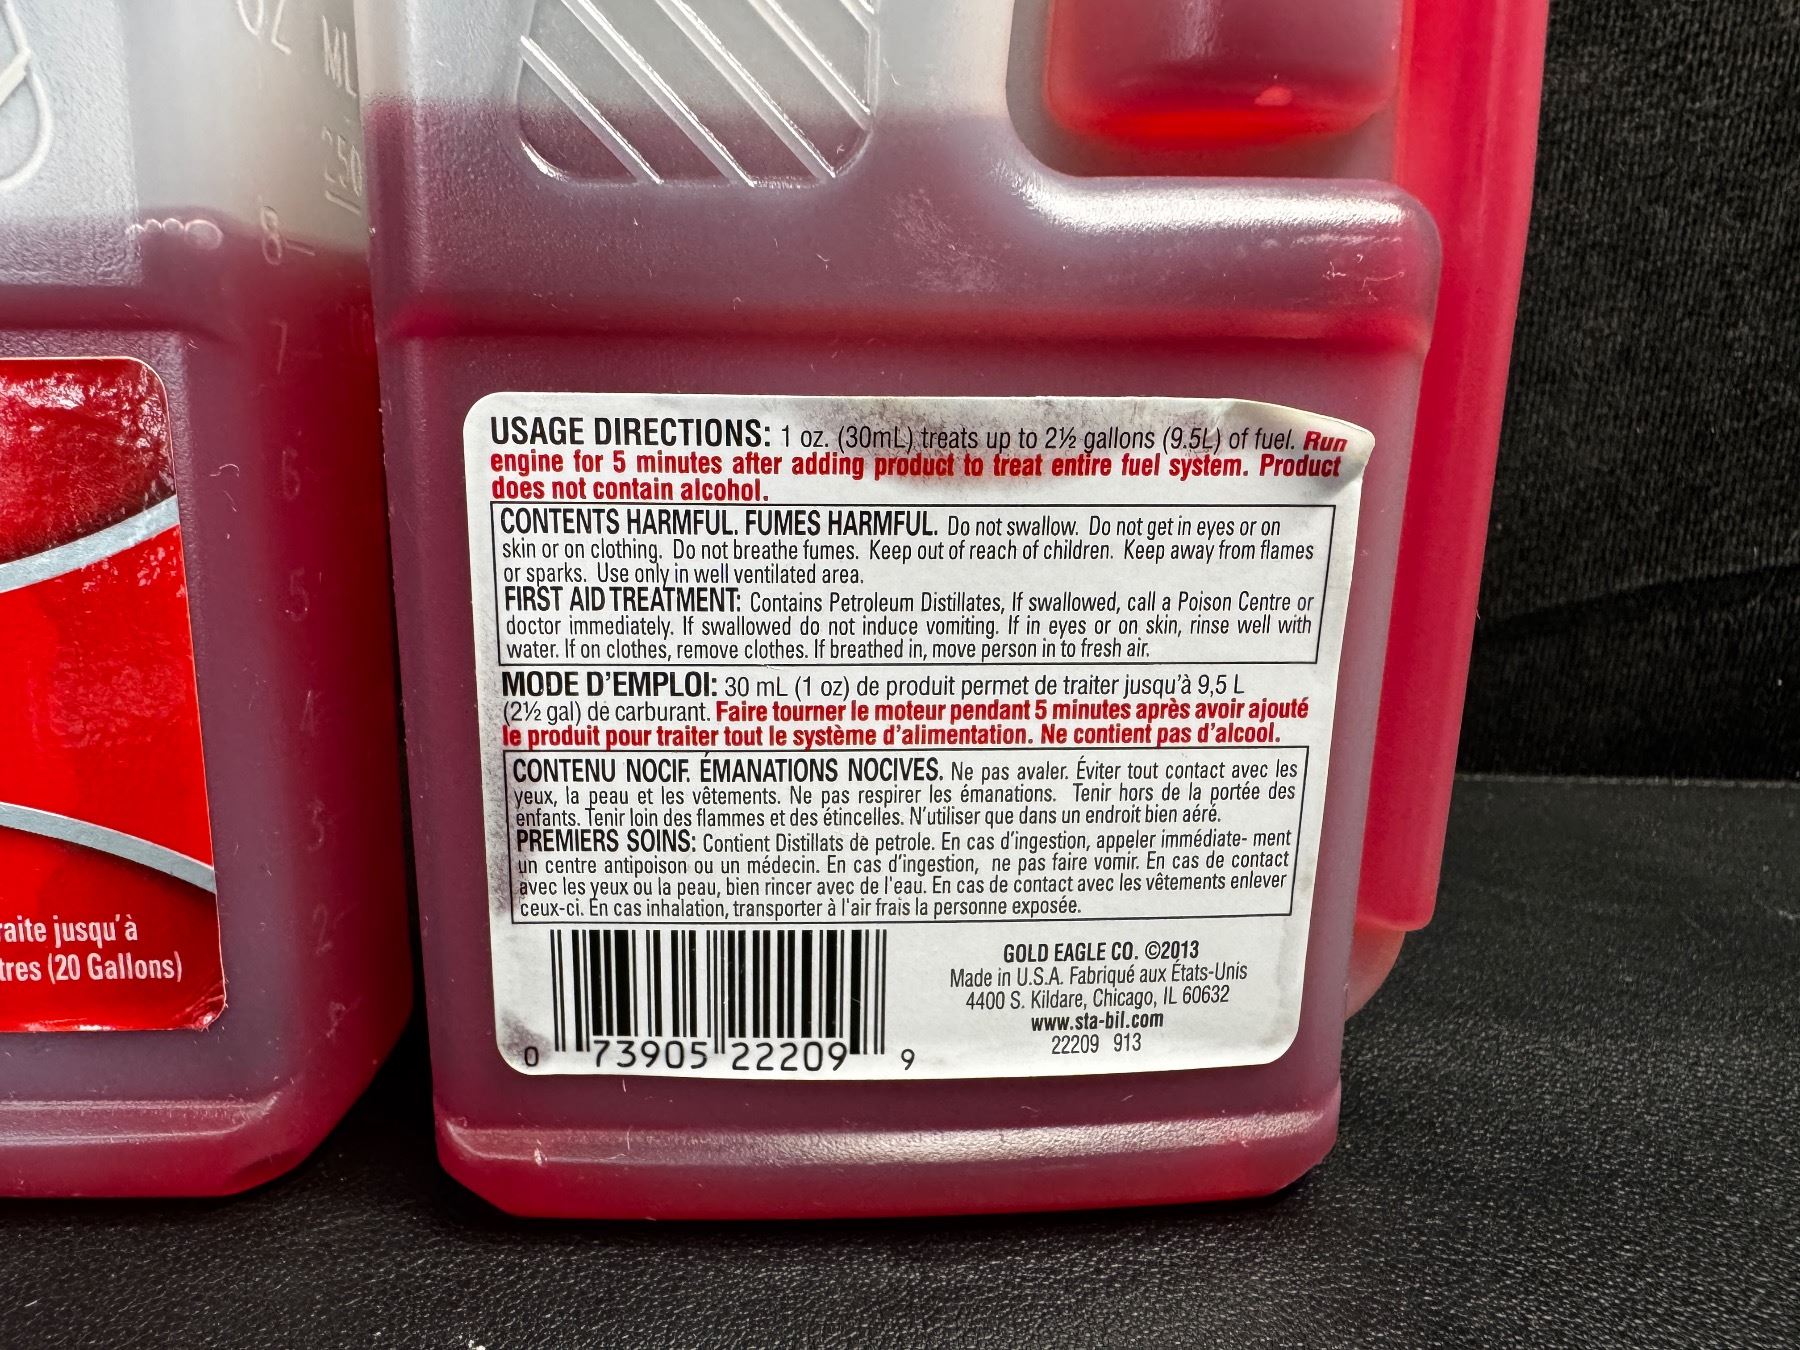 OZ
ML
250
8
7
6
5
4
3
2
raite jusqu'à
tres (20 Gallons)
USAGE DIRECTIONS: 1 oz. (30mL) treats up to 2½ gallons (9.5L) of fuel. Run
engine for 5 minutes after adding product to treat entire fuel system. Product
does not contain alcohol.
CONTENTS HARMFUL. FUMES HARMFUL. Do not swallow. Do not get in eyes or on
skin or on clothing. Do not breathe fumes. Keep out of reach of children. Keep away from flames
or sparks. Use only in well ventilated area.
FIRST AID TREATMENT: Contains Petroleum Distillates, If swallowed, call a Poison Centre or
doctor immediately. If swallowed do not induce vomiting. If in eyes or on skin, rinse well with
water. If on clothes, remove clothes. If breathed in, move person in to fresh air.
MODE D'EMPLOI: 30 mL (1 oz) de produit permet de traiter jusqu'à 9,5 L
(2½ gal) de carburant. Faire tourner le moteur pendant 5 minutes après avoir ajouté
le produit pour traiter tout le système d'alimentation. Ne contient pas d'alcool.
CONTENU NOCIF. ÉMANATIONS NOCIVES. Ne pas avaler. Éviter tout contact avec les
yeux, la peau et les vêtements. Ne pas respirer les émanations. Tenir hors de la portée des
enfants. Tenir loin des flammes et des étincelles. N'utiliser que dans un endroit bien aéré.
PREMIERS SOINS: Contient Distillats de petrole. En cas d'ingestion, appeler immédiate- ment
un centre antipoison ou un médecin. En cas d'ingestion, ne pas faire vomir. En cas de contact
avec les yeux ou la peau, bien rincer avec de l'eau. En cas de contact avec les vêtements enlever
ceux-ci. En cas inhalation, transporter à l'air frais la personne exposée.
0 73905 22209 9
GOLD EAGLE CO. ©2013
Made in U.S.A. Fabriqué aux États-Unis
4400 S. Kildare, Chicago, IL 60632
www.sta-bil.com
22209 913